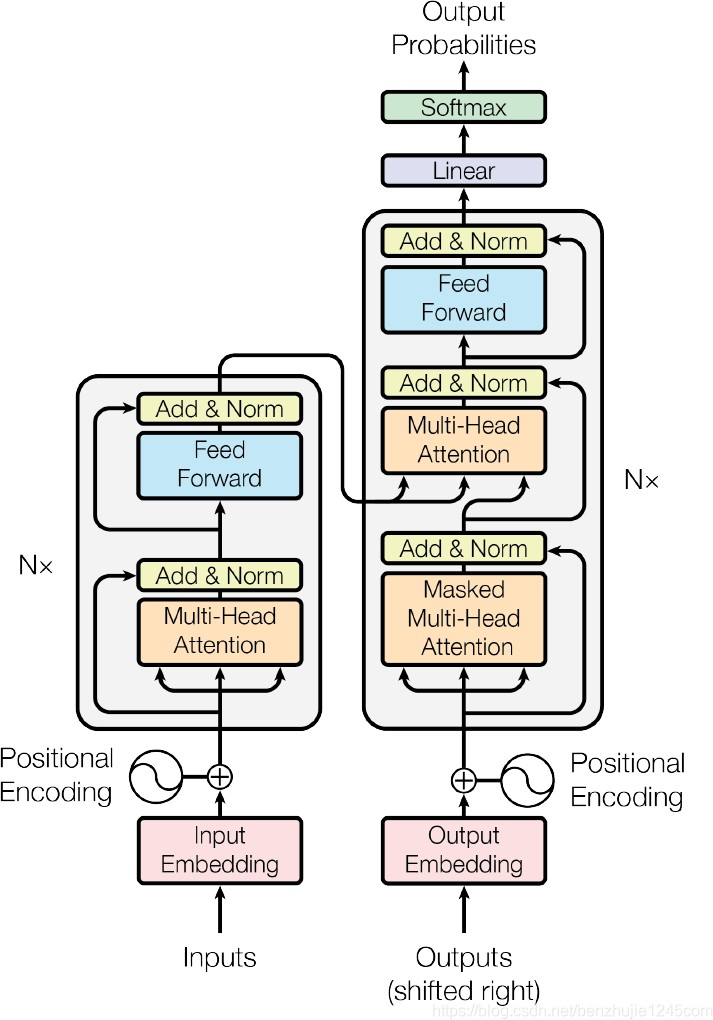 Output
Probabilities
Softmax
Linear
Add & Norm
Feed
Forward
Add & Norm
Multi-Head
Attention
Add & Norm
Masked
Multi-Head
Attention
N×
Add & Norm
Feed
Forward
Add & Norm
Multi-Head
Attention
N×
Positional
Encoding
Positional
Encoding
Input
Embedding
Output
Embedding
Inputs
Outputs
(shifted right)
https://blog.csdn.net/benzhujie1245com